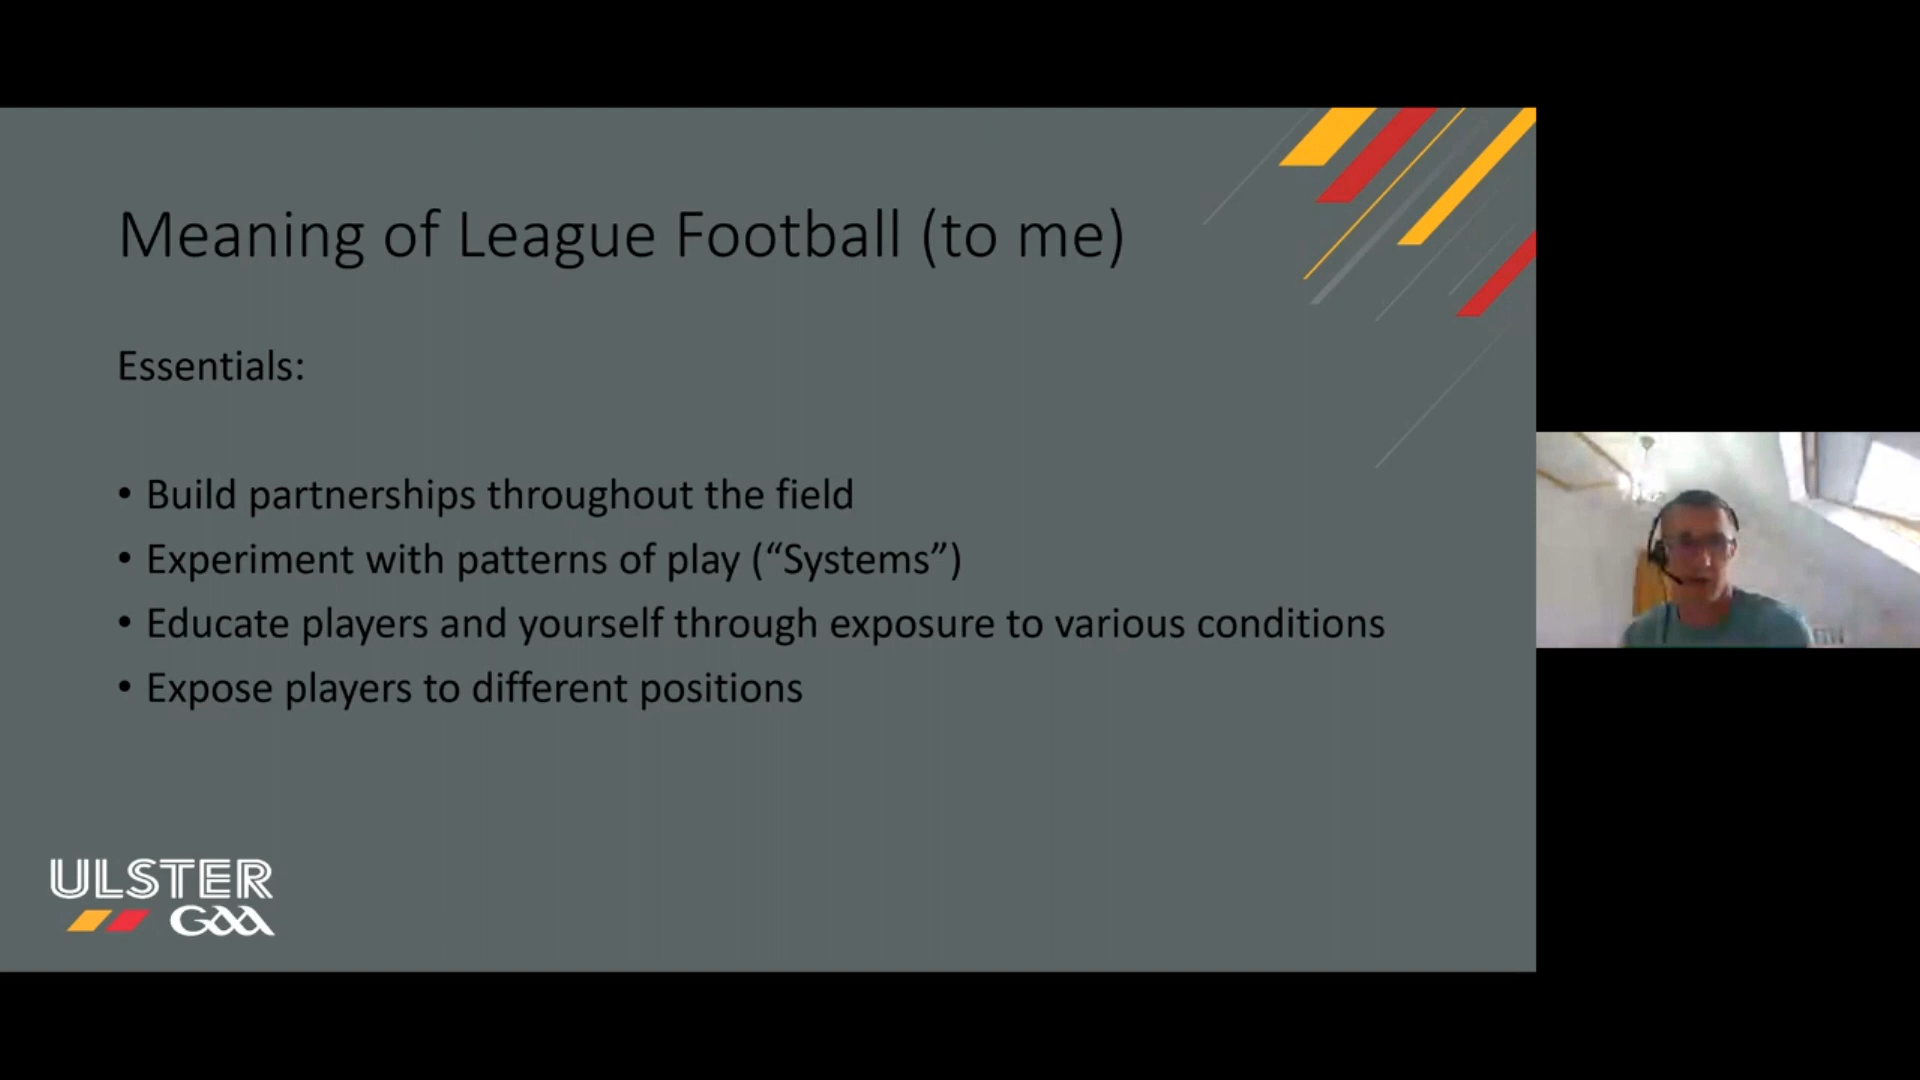 Meaning of League Football (to me)
Essentials:
• Build partnerships throughout the field
• Experiment with patterns of play (“Systems”)
• Educate players and yourself through exposure to various conditions
• Expose players to different positions
ULSTER
GAA